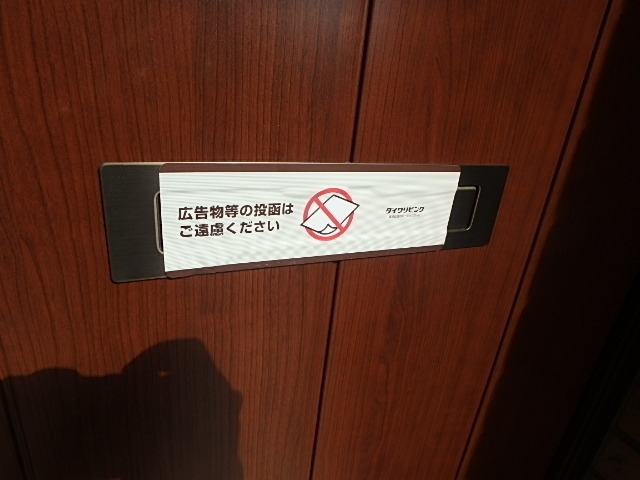 広告物等の投函は
ご遠慮ください
ダイワリビング